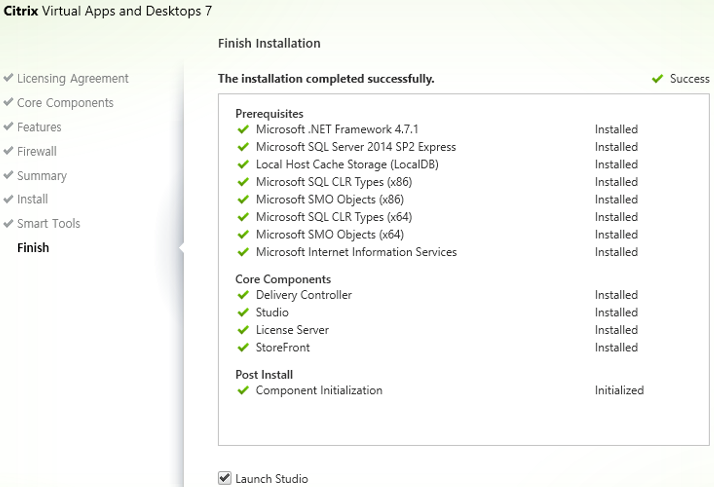 Citrix Virtual Apps and Desktops 7
Finish Installation
Licensing Agreement
Core Components
Features
Firewall
Summary
Install
Smart Tools
Finish
The installation completed successfully.
Success
Prerequisites
Microsoft .NET Framework 4.7.1 Installed
Microsoft SQL Server 2014 SP2 Express Installed
Local Host Cache Storage (LocalDB) Installed
Microsoft SQL CLR Types (x86) Installed
Microsoft SMO Objects (x86) Installed
Microsoft SQL CLR Types (x64) Installed
Microsoft SMO Objects (x64) Installed
Microsoft Internet Information Services Installed
Core Components
Delivery Controller Installed
Studio Installed
License Server Installed
StoreFront Installed
Post Install
Component Initialization Initialized
Launch Studio